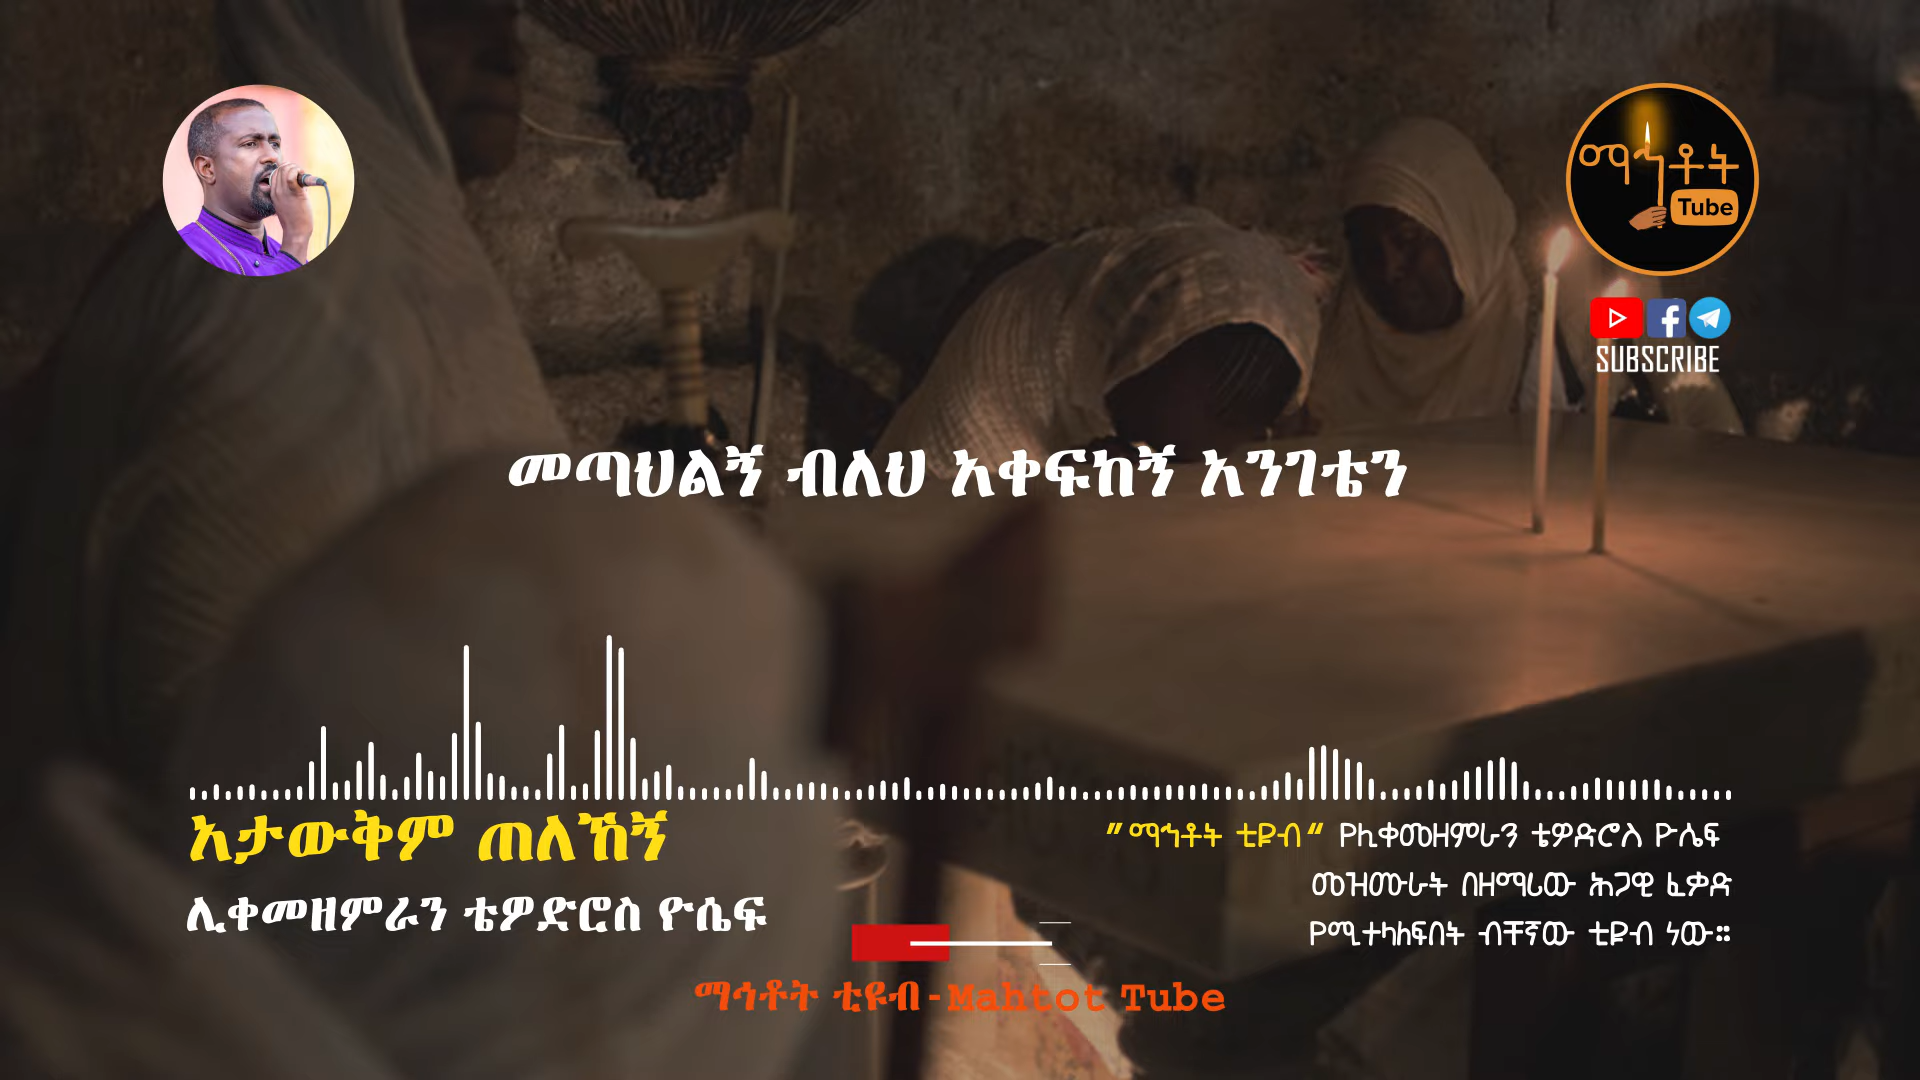 ማኅቶት
Tube
SUBSCRIBE
መጣህልኝ ብለህ አቀፍከኝ አንገቴን
አታውቅም ጠለኸኝ
ሊቀመዘምራን ቴዎድሮስ ዮሴፍ
"ማኅቶት ቲዩብ" የሊቀመዘምራን ቴዎድሮስ ዮሴፍ
መዝሙራት በዘማሪው ሕጋዊ ፈቃድ
የሚተላለፍበት ብቸኛው ቲዩብ ነው።
ማኅቶት ቲዩብ-Mahtot Tube